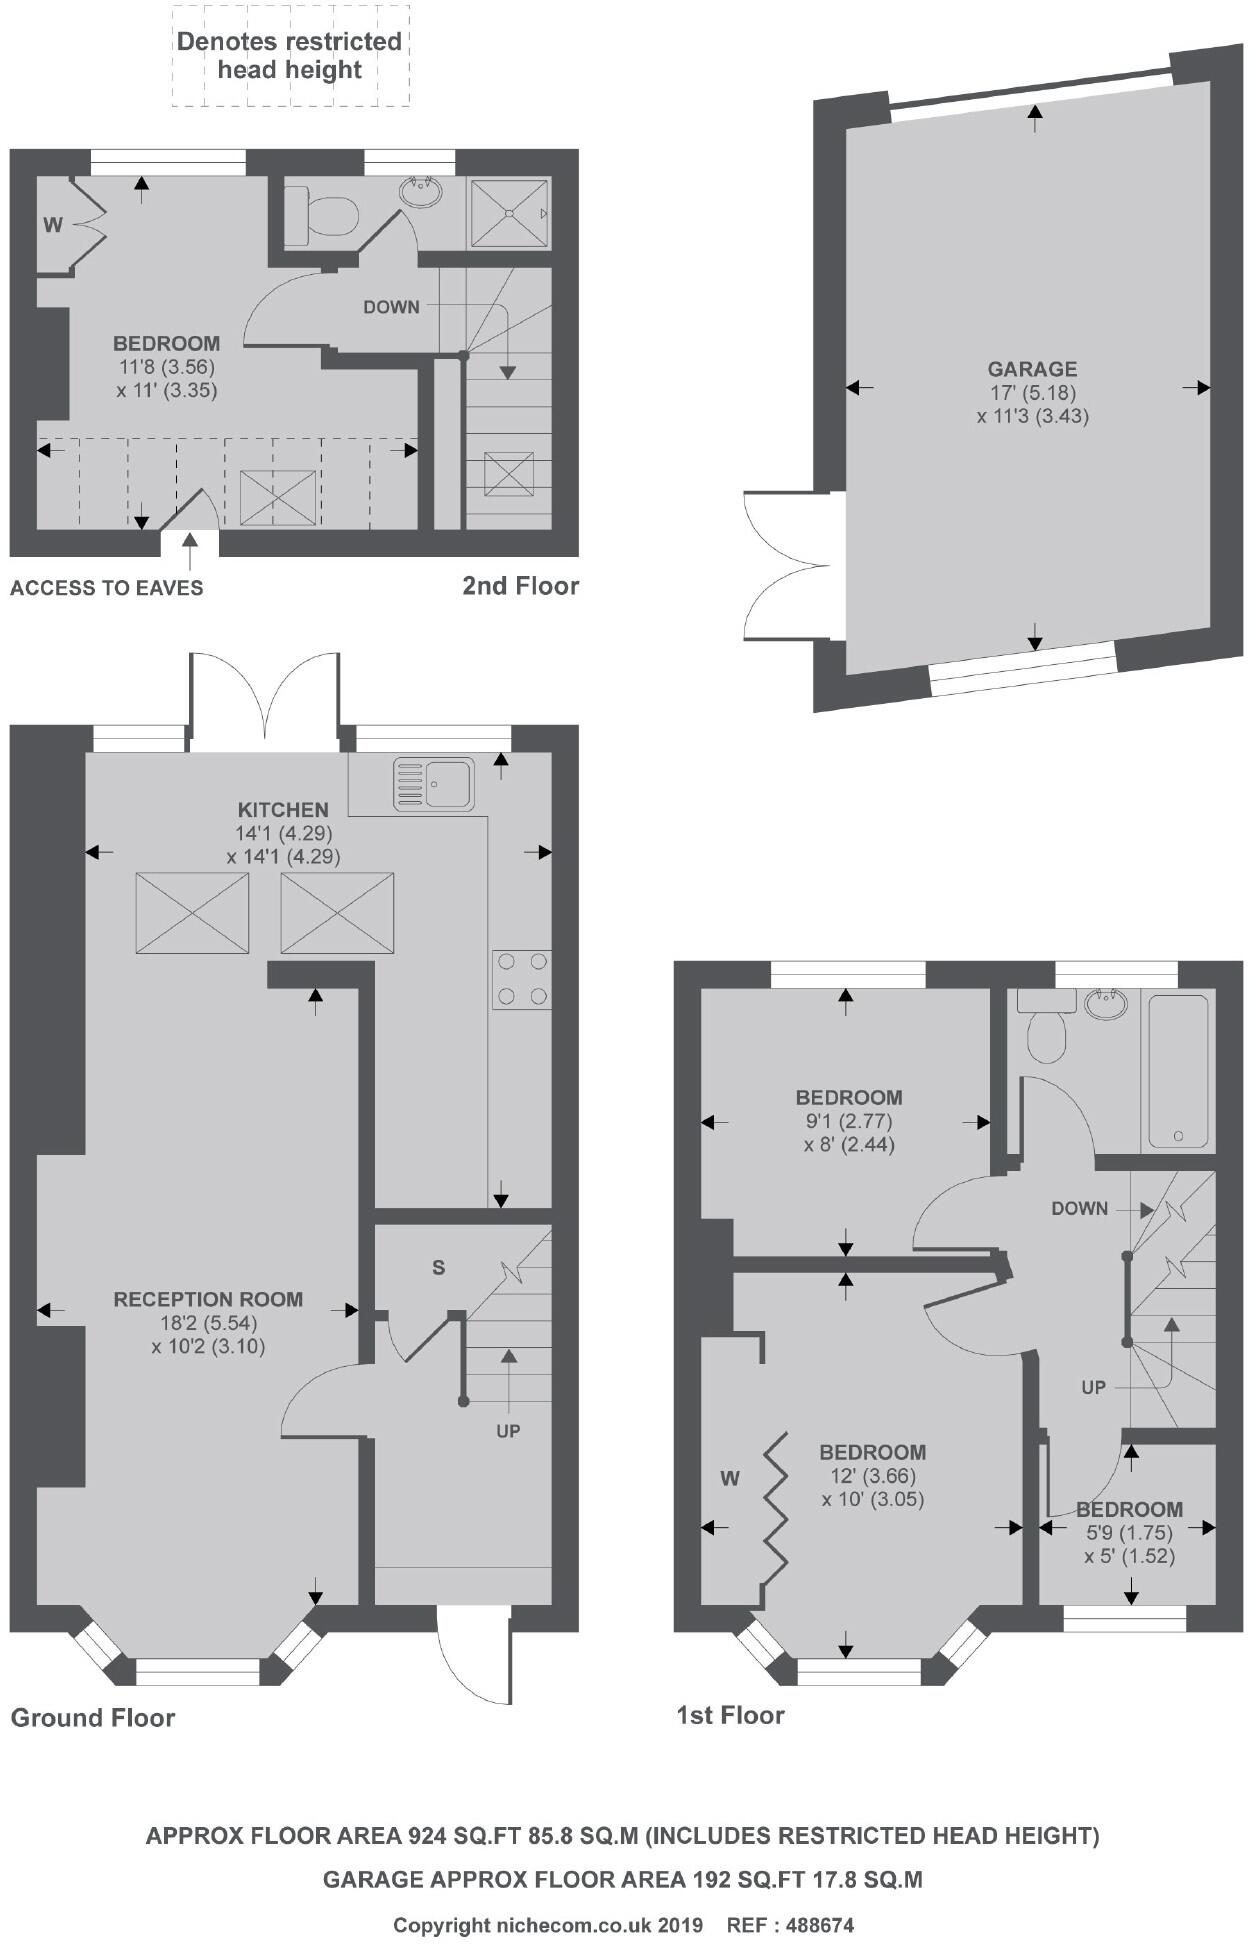 Denotes restricted
head height
W
DOWN
BEDROOM
11'8 (3.56)
x 11' (3.35)
ACCESS TO EAVES
2nd Floor
GARAGE
17' (5.18)
x 11'3 (3.43)
KITCHEN
14'1 (4.29)
x 14'1 (4.29)
S
RECEPTION ROOM
18'2 (5.54)
x 10'2 (3.10)
UP
Ground Floor
BEDROOM
9'1 (2.77)
x 8' (2.44)
DOWN
UP
BEDROOM
12' (3.66)
x 10' (3.05)
W
BEDROOM
5'9 (1.75)
x 5' (1.52)
1st Floor
APPROX FLOOR AREA 924 SQ.FT 85.8 SQ.M (INCLUDES RESTRICTED HEAD HEIGHT)
GARAGE APPROX FLOOR AREA 192 SQ.FT 17.8 SQ.M
Copyright nichecom.co.uk 2019 REF : 488674